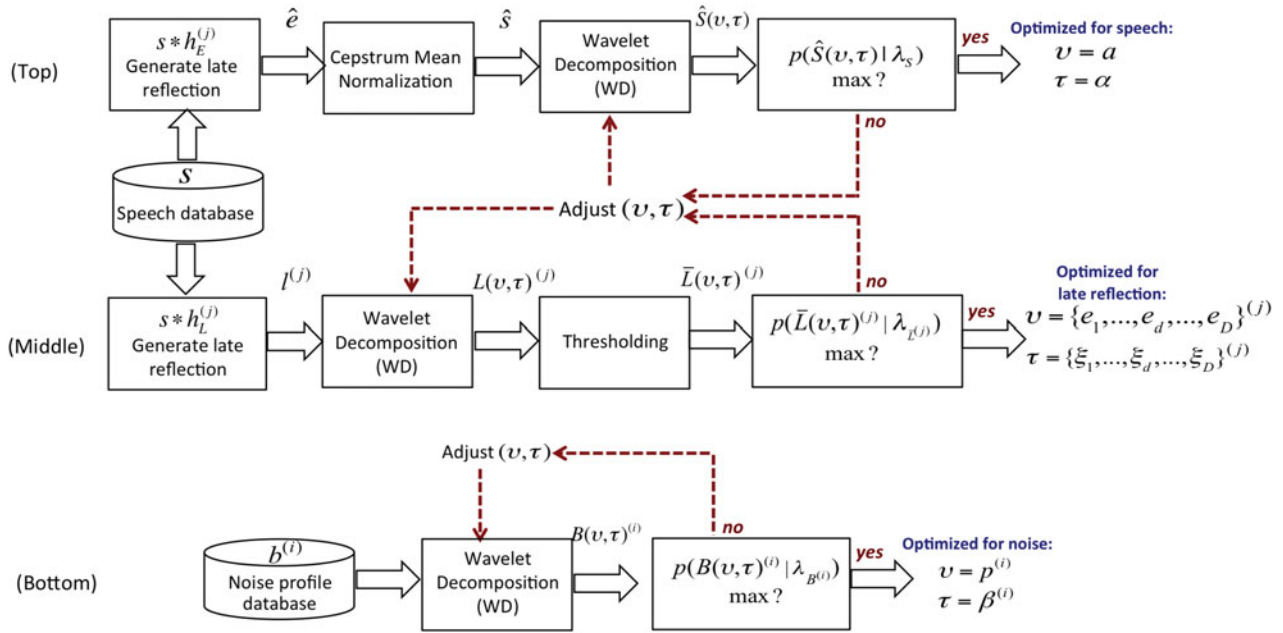 ê
ŝ
Ŝ(υ,τ)
(Top)
s∗h_E^{(j)}
Generate late
reflection
Cepstrum Mean
Normalization
Wavelet
Decomposition
(WD)
p(Ŝ(υ,τ)|λ_S)
max?
yes
no
Optimized for speech:
υ = a
τ = α
s
Speech database
Adjust (υ,τ)
(Middle)
s∗h_L^{(j)}
Generate late
reflection
l^{(j)}
Wavelet
Decomposition
(WD)
L(υ,τ)^{(j)}
Thresholding
L̄(υ,τ)^{(j)}
p(L̄(υ,τ)^{(j)}|λ_{L̄^{(j)}})
max?
no
yes
Optimized for
late reflection:
υ = {e_1,...,e_d,...,e_D}^{(j)}
τ = {ξ_1,...,ξ_d,...,ξ_D}^{(j)}
Adjust (υ,τ)
(Bottom)
b^{(i)}
Noise profile
database
Wavelet
Decomposition
(WD)
B(υ,τ)^{(i)}
p(B(υ,τ)^{(i)}|λ_{B^{(i)}})
max?
no
yes
Optimized for noise:
υ = p^{(i)}
τ = β^{(i)}